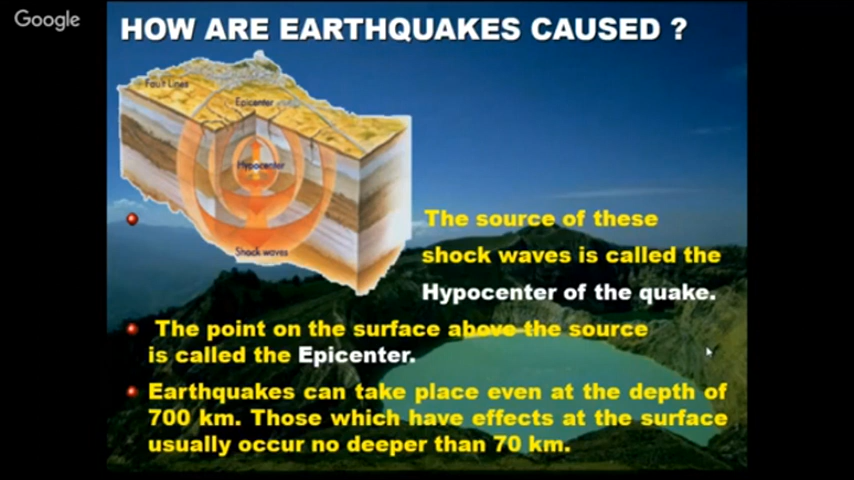 Google
HOW ARE EARTHQUAKES CAUSED ?
Fault Lines
Epicenter
Hypocenter
Shock waves
The source of these
shock waves is called the
Hypocenter of the quake.
The point on the surface above the source
is called the Epicenter.
Earthquakes can take place even at the depth of
700 km. Those which have effects at the surface
usually occur no deeper than 70 km.